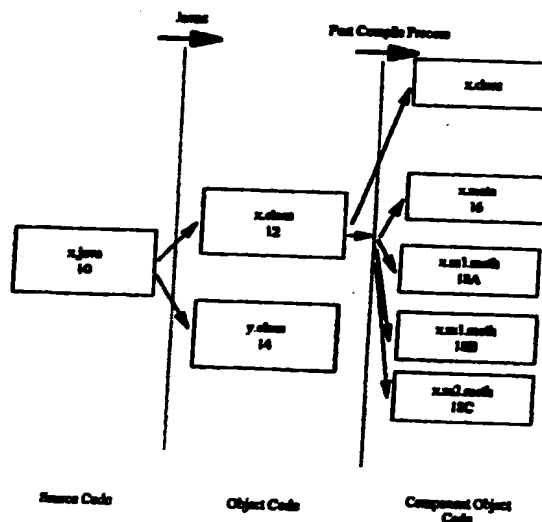 Javac
Post Compile Process
x.class
x.class
12
x.main
16
x.java
10
x.m1.meth
18A
y.class
14
x.m1.meth
18B
x.m2.meth
18C
Source Code
Object Code
Component Object
Code